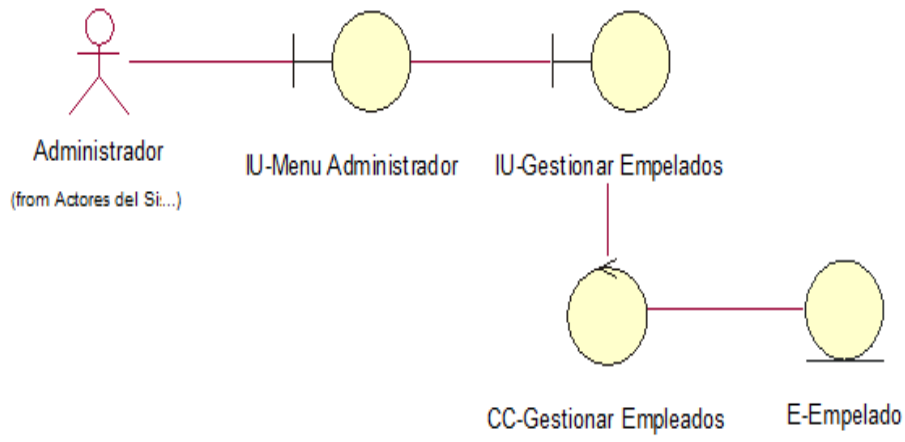 Administrador
(from Actores del Si:...)
IU-Menu Administrador
IU-Gestionar Empelados
CC-Gestionar Empleados
E-Empelado